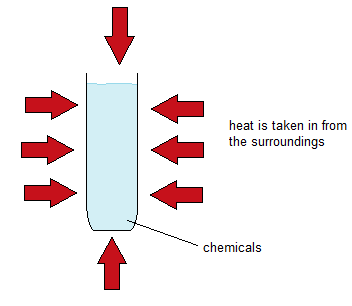 heat is taken in from
the surroundings
chemicals